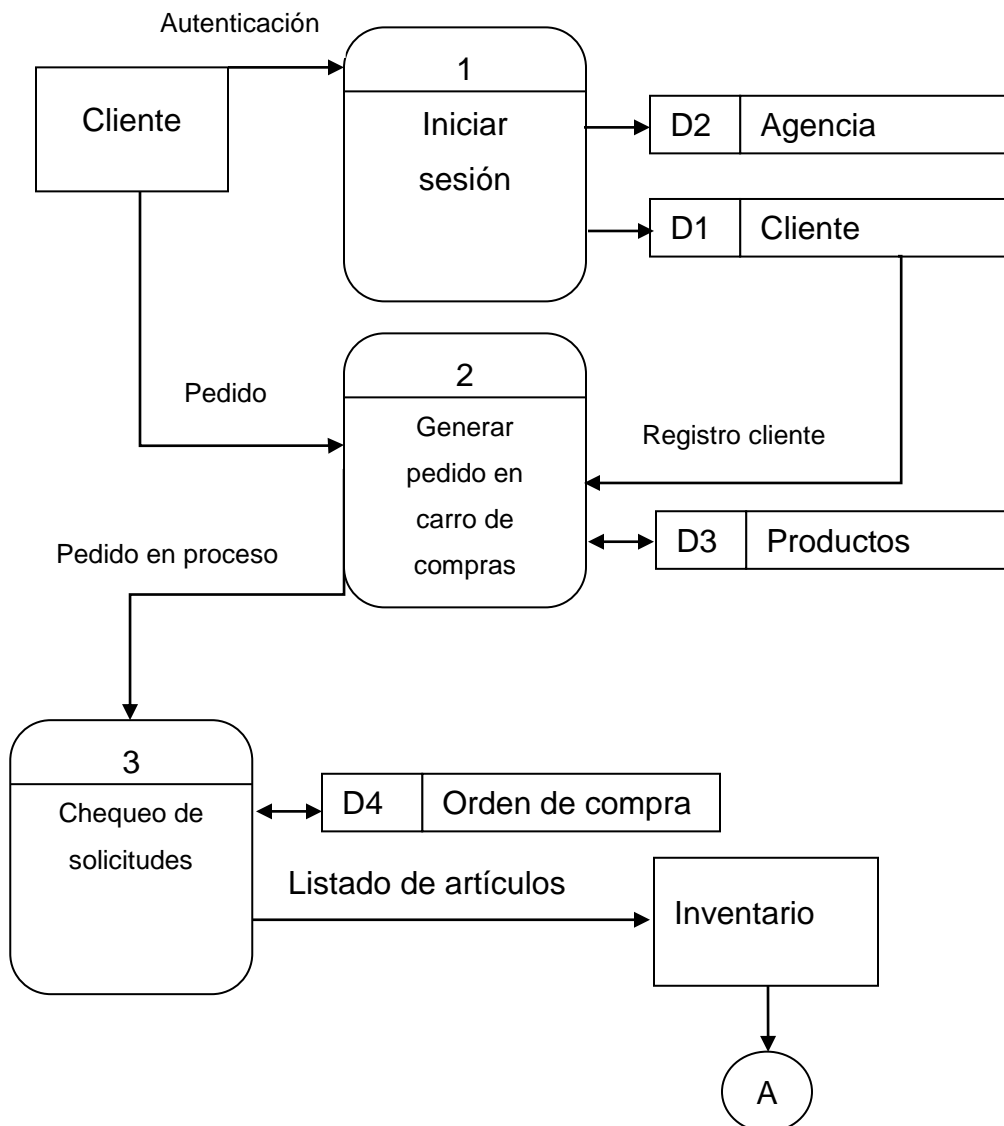 Autenticación
Cliente
1
Iniciar
sesión
D2 Agencia
D1 Cliente
Pedido
2
Generar
pedido en
carro de
compras
Registro cliente
D3 Productos
Pedido en proceso
3
Chequeo de
solicitudes
D4 Orden de compra
Listado de artículos
Inventario
A